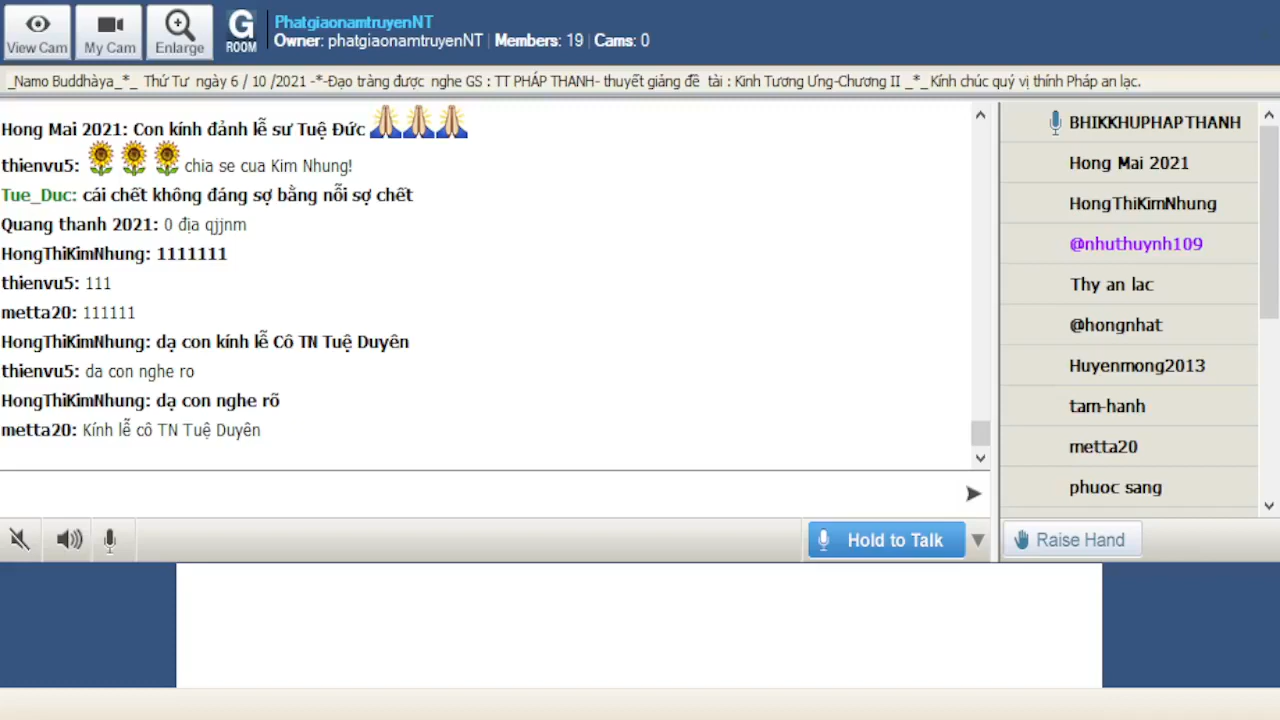 View Cam
My Cam
Enlarge
G
ROOM
PhatgiaonamtruyenNT
Owner: phatgiaonamtruyenNT | Members: 19 | Cams: 0
_Namo Buddhàya_*_ Thứ Tư ngày 6 / 10 /2021 -*-Đạo tràng được nghe GS : TT PHÁP THANH- thuyết giảng đề tài : Kinh Tương Ưng-Chương II _*_ Kính chúc quý vị thính Pháp an lạc.
Hong Mai 2021: Con kính đảnh lễ sư Tuệ Đức
thienvu5: chia se cua Kim Nhung!
Tue_Duc: cái chết không đáng sợ bằng nỗi sợ chết
Quang thanh 2021: 0 địa qjjnm
HongThiKimNhung: 1111111
thienvu5: 111
metta20: 111111
HongThiKimNhung: dạ con kính lễ Cô TN Tuệ Duyên
thienvu5: da con nghe ro
HongThiKimNhung: dạ con nghe rõ
metta20: Kính lễ cô TN Tuệ Duyên
BHIKKHUPHAPTHANH
Hong Mai 2021
HongThiKimNhung
@nhuthuynh109
Thy an lac
@hongnhat
Huyenmong2013
tam-hanh
metta20
phuoc sang
Hold to Talk
Raise Hand